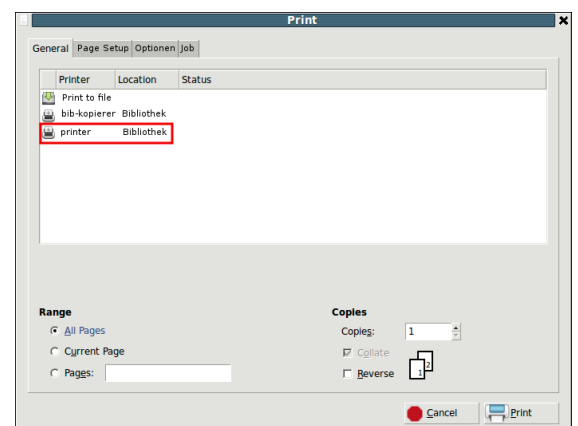 Print
General Page Setup Optionen Job
Printer Location Status
Print to file
bib-kopierer Bibliothek
printer Bibliothek
Range Copies
All Pages Copies: 1
Current Page Collate
Pages: Reverse 1 2
Cancel Print